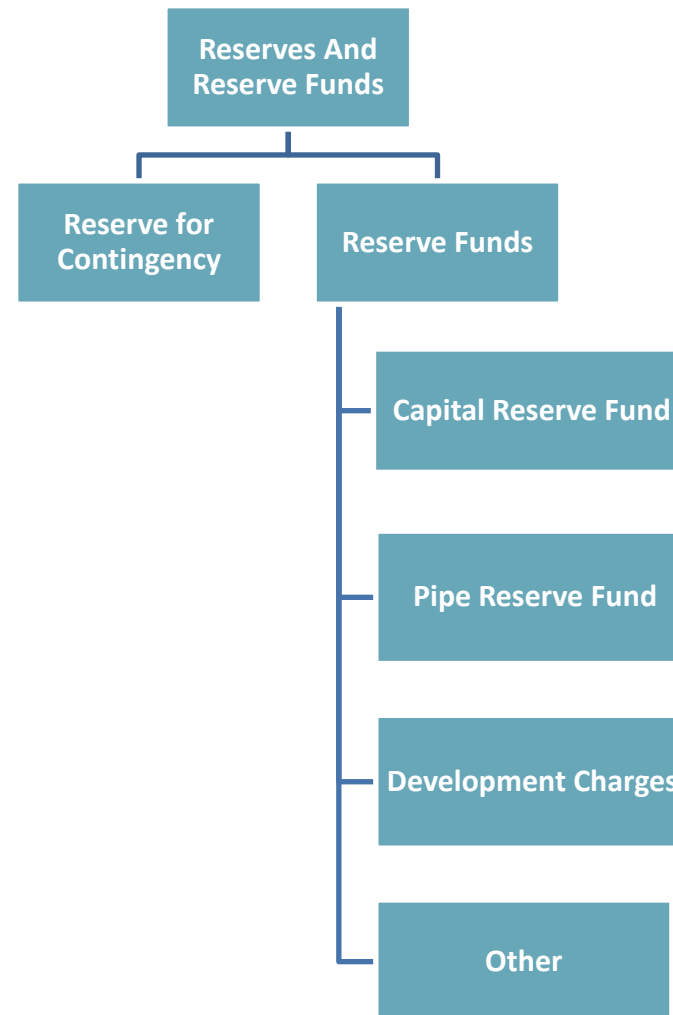 Reserves And
Reserve Funds
Reserve for
Contingency
Reserve Funds
Capital Reserve Fund
Pipe Reserve Fund
Development Charges
Other